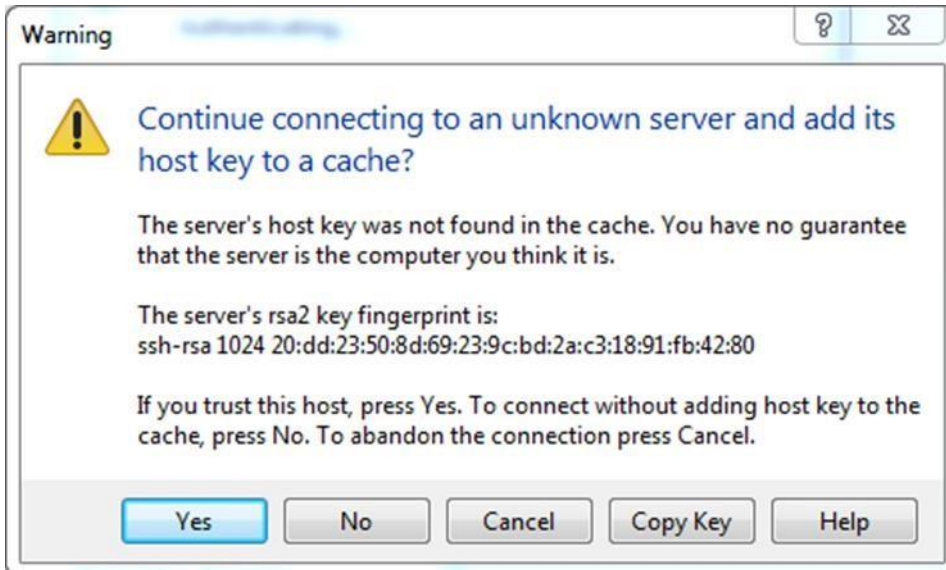 Warning
Continue connecting to an unknown server and add its
host key to a cache?
The server's host key was not found in the cache. You have no guarantee
that the server is the computer you think it is.
The server's rsa2 key fingerprint is:
ssh-rsa 1024 20:dd:23:50:8d:69:23:9c:bd:2a:c3:18:91:fb:42:80
If you trust this host, press Yes. To connect without adding host key to the
cache, press No. To abandon the connection press Cancel.
Yes No Cancel Copy Key Help